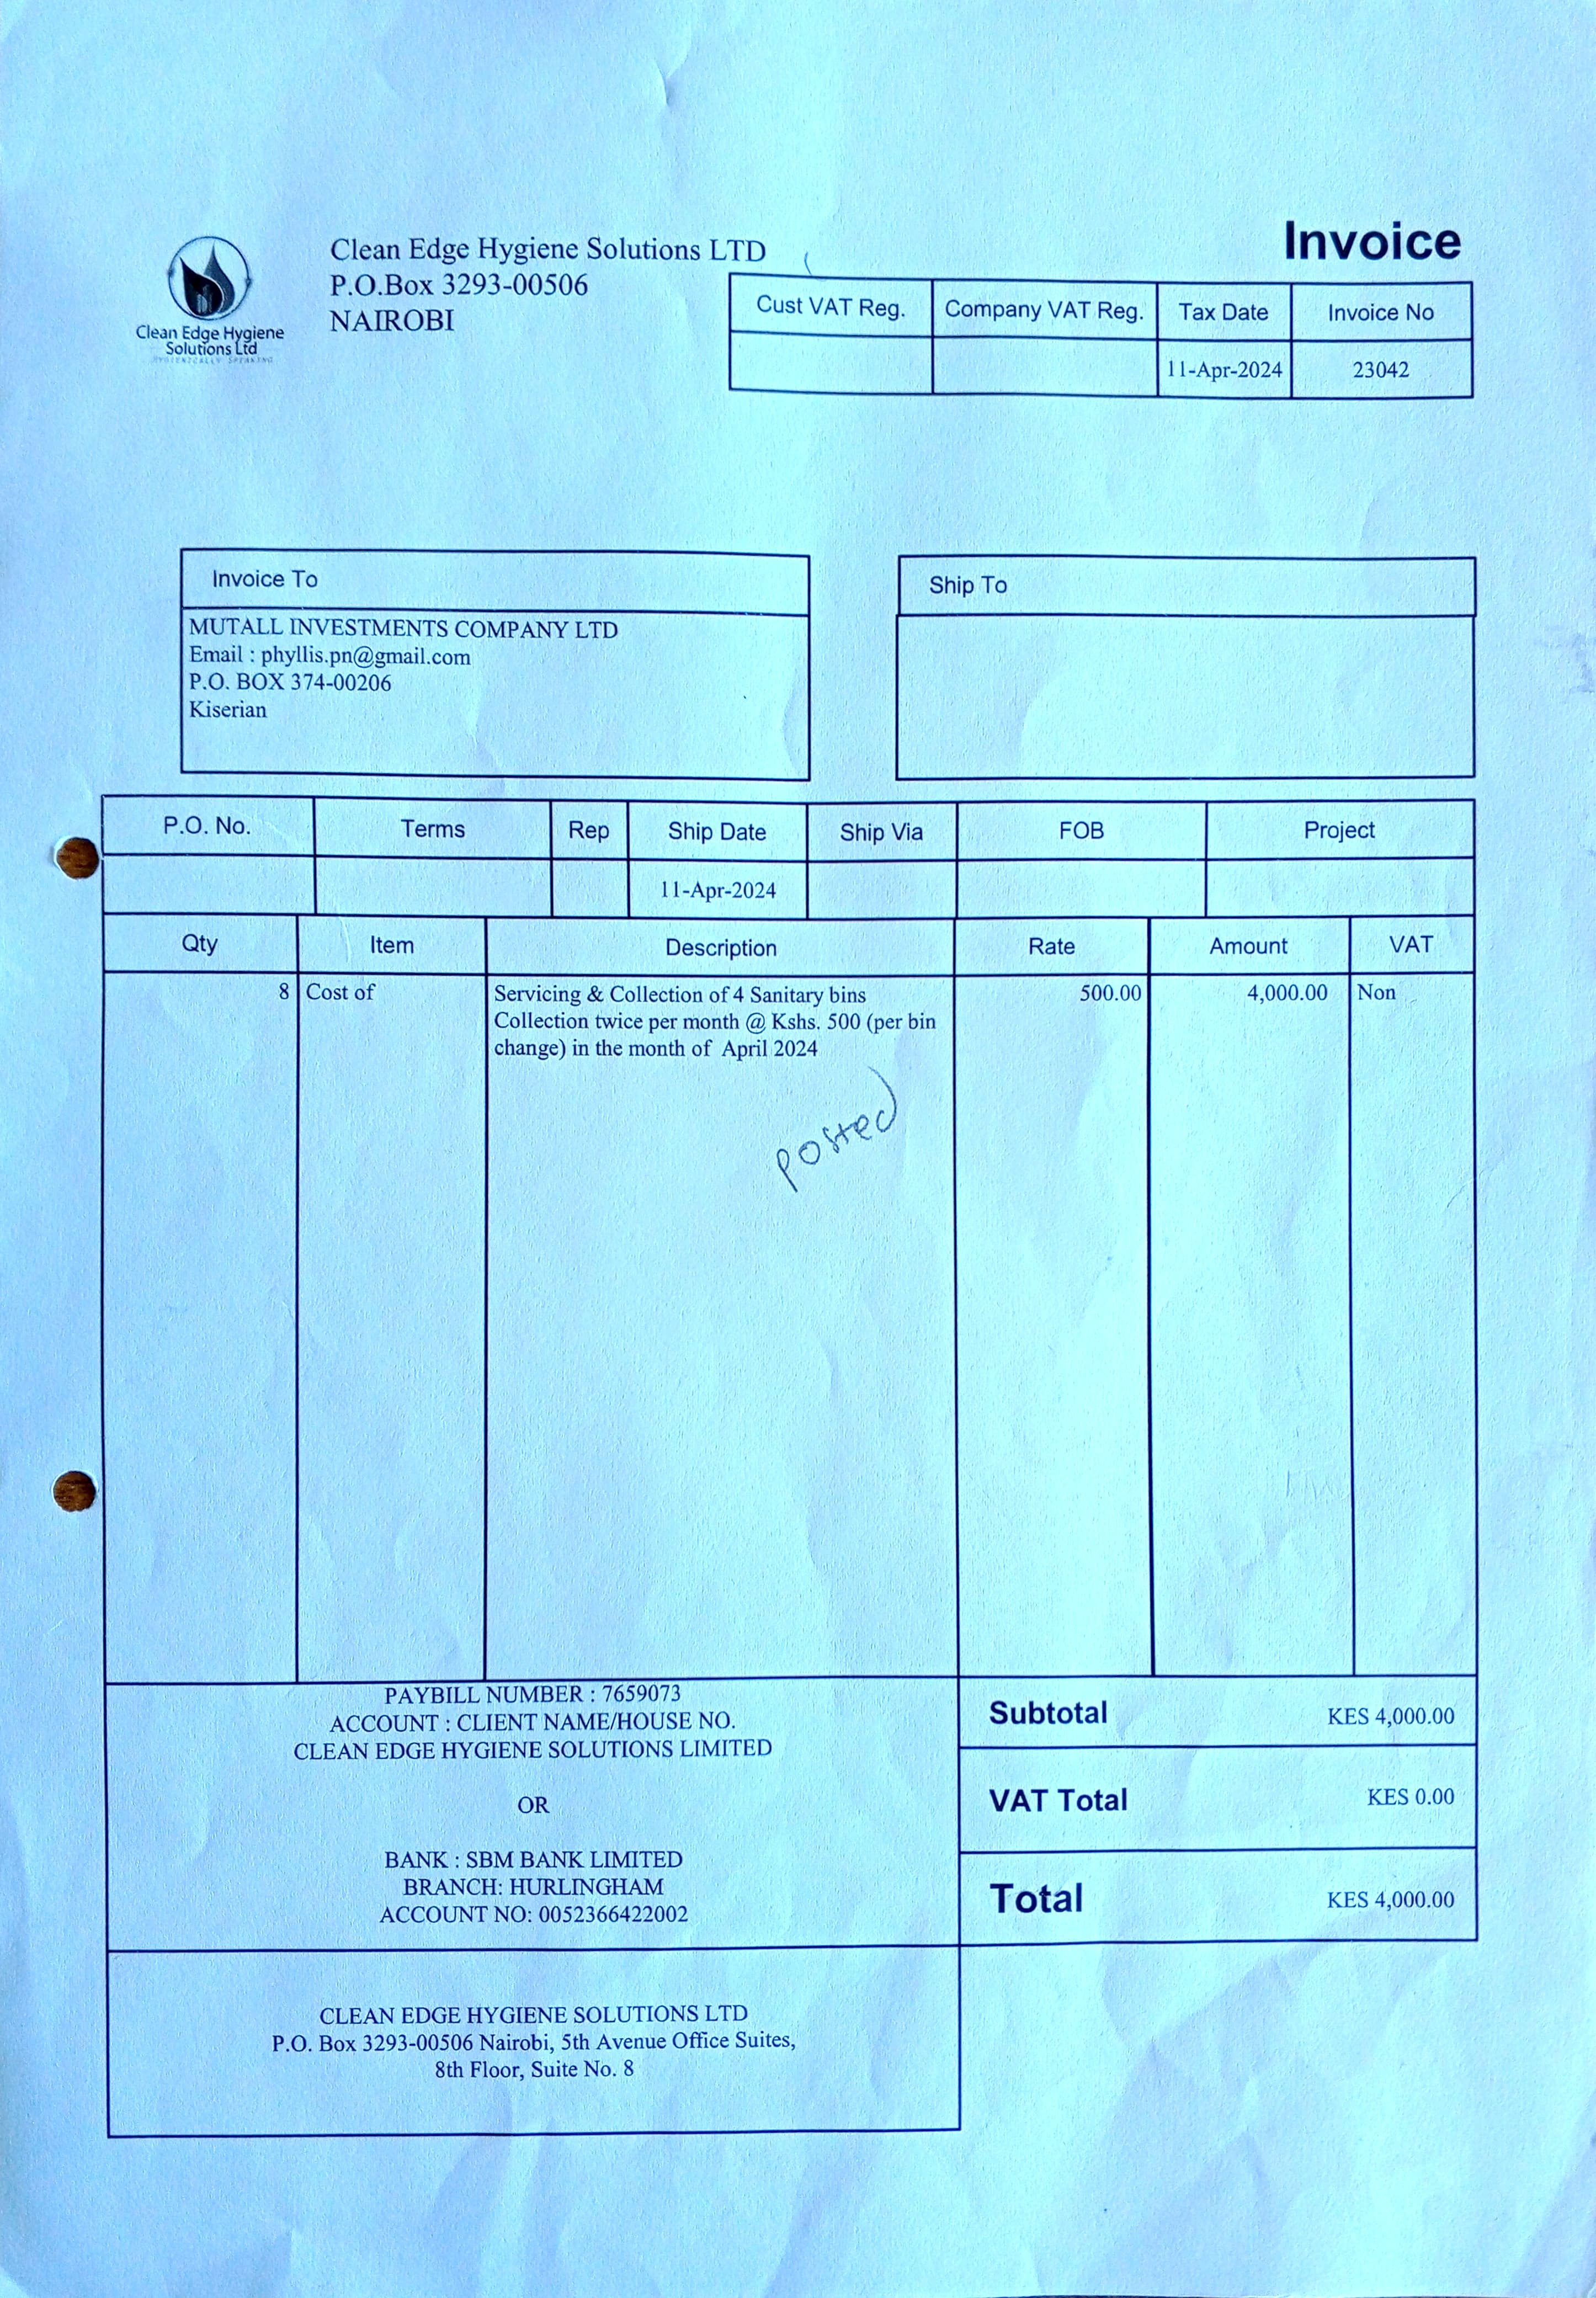 Invoice
Clean Edge Hygiene Solutions LTD
P.O.Box 3293-00506
NAIROBI
Clean Edge Hygiene
Solutions Ltd
HYGIENICALLY SPEAKING
Cust VAT Reg. Company VAT Reg. Tax Date Invoice No
11-Apr-2024 23042
Invoice To
MUTALL INVESTMENTS COMPANY LTD
Email : phyllis.pn@gmail.com
P.O. BOX 374-00206
Kiserian
Ship To
P.O. No. Terms Rep Ship Date Ship Via FOB Project
11-Apr-2024
Qty Item Description Rate Amount VAT
8 Cost of Servicing & Collection of 4 Sanitary bins 500.00 4,000.00 Non
Collection twice per month @ Kshs. 500 (per bin
change) in the month of April 2024
posted
PAYBILL NUMBER : 7659073
ACCOUNT : CLIENT NAME/HOUSE NO.
CLEAN EDGE HYGIENE SOLUTIONS LIMITED
OR
BANK : SBM BANK LIMITED
BRANCH: HURLINGHAM
ACCOUNT NO: 0052366422002
Subtotal KES 4,000.00
VAT Total KES 0.00
Total KES 4,000.00
CLEAN EDGE HYGIENE SOLUTIONS LTD
P.O. Box 3293-00506 Nairobi, 5th Avenue Office Suites,
8th Floor, Suite No. 8